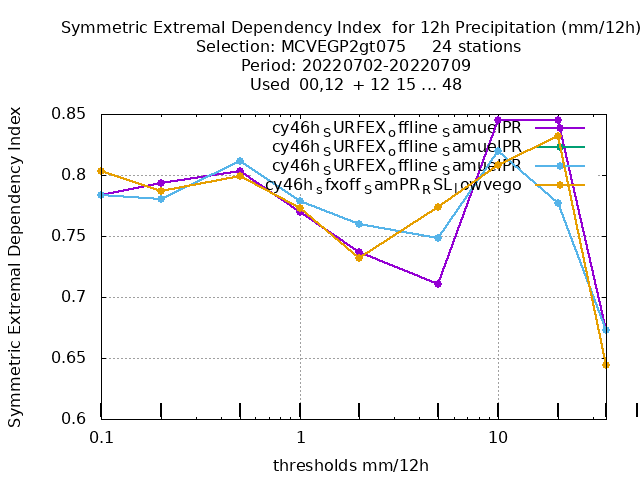 Symmetric Extremal Dependency Index  for 12h Precipitation (mm/12h)
Selection: MCVEGP2gt075     24 stations
Period: 20220702-20220709
Used  00,12  + 12 15 ... 48
Symmetric Extremal Dependency Index
0.85
0.8
0.75
0.7
0.65
0.6
cy46h_SURFEX_offline_SamuelPR
cy46h_SURFEX_offline_SamuelPR
cy46h_SURFEX_offline_SamuelPR
cy46h_sfxoff_SamPR_RSL_lowvego
0.1
1
10
thresholds mm/12h